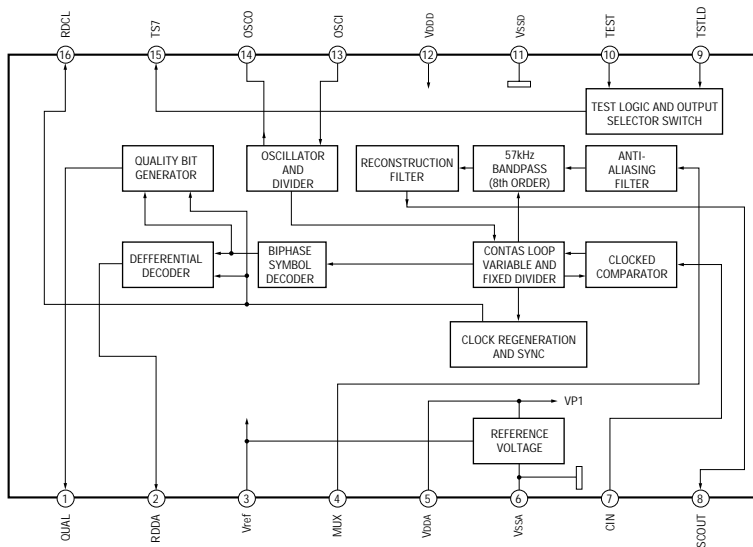 RDCL
TS7
OSCO
OSCI
VDDD
VSSD
TEST
TSTLD
16
15
14
13
12
11
10
9
TEST LOGIC AND OUTPUT
SELECTOR SWITCH
QUALITY BIT
GENERATOR
OSCILLATOR
AND
DIVIDER
RECONSTRUCTION
FILTER
57kHz
BANDPASS
(8th ORDER)
ANTI-
ALIASING
FILTER
DEFFERENTIAL
DECODER
BIPHASE
SYMBOL
DECODER
CONTAS LOOP
VARIABLE AND
FIXED DIVIDER
CLOCKED
COMPARATOR
CLOCK REGENERATION
AND SYNC
VP1
REFERENCE
VOLTAGE
1
2
3
4
5
6
7
8
QUAL
RDDA
Vref
MUX
VDDA
VSSA
CIN
SCOUT